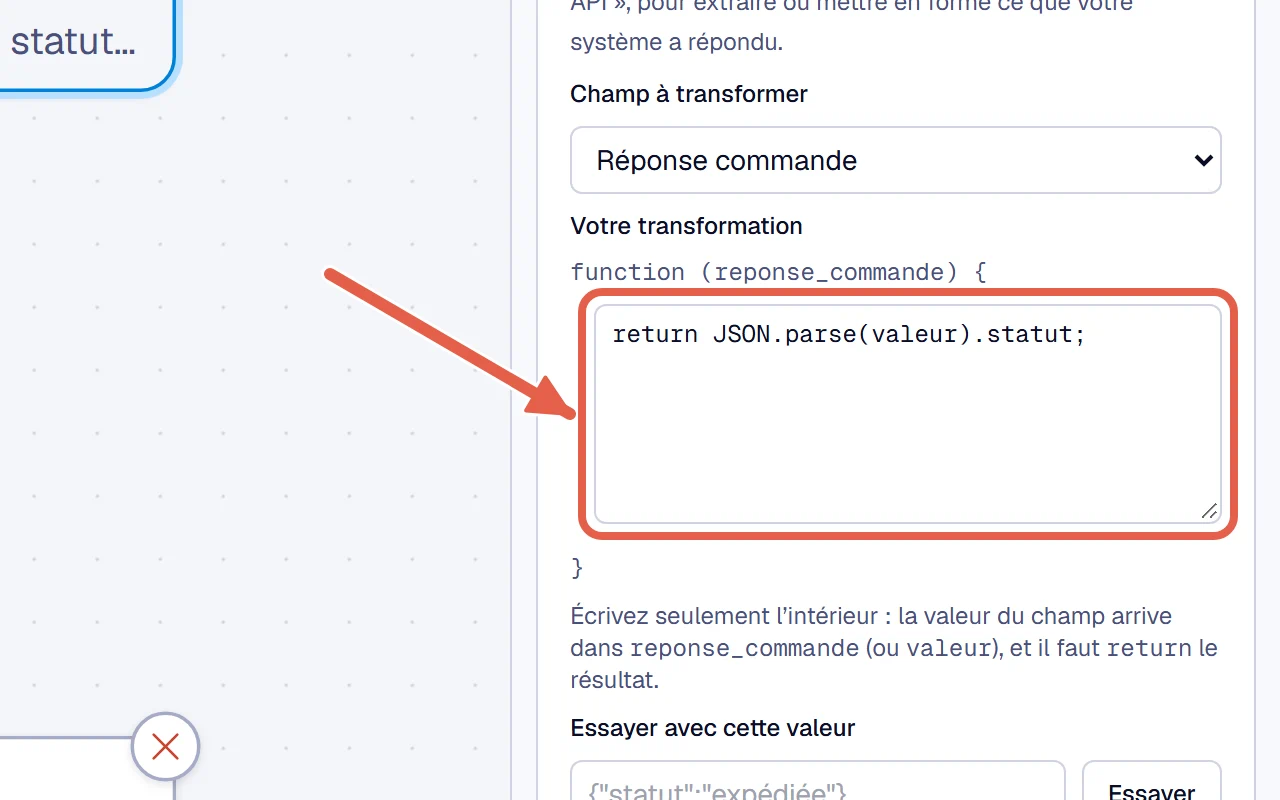 statut...
API », pour extraire ou mettre en forme ce que votre
système a répondu.
Champ à transformer
Réponse commande
Votre transformation
function (reponse_commande) {
return JSON.parse(valeur).statut;
}
Écrivez seulement l’intérieur : la valeur du champ arrive
dans reponse_commande (ou valeur), et il faut return le
résultat.
Essayer avec cette valeur
{"statut":"expédiée"}
Essayer